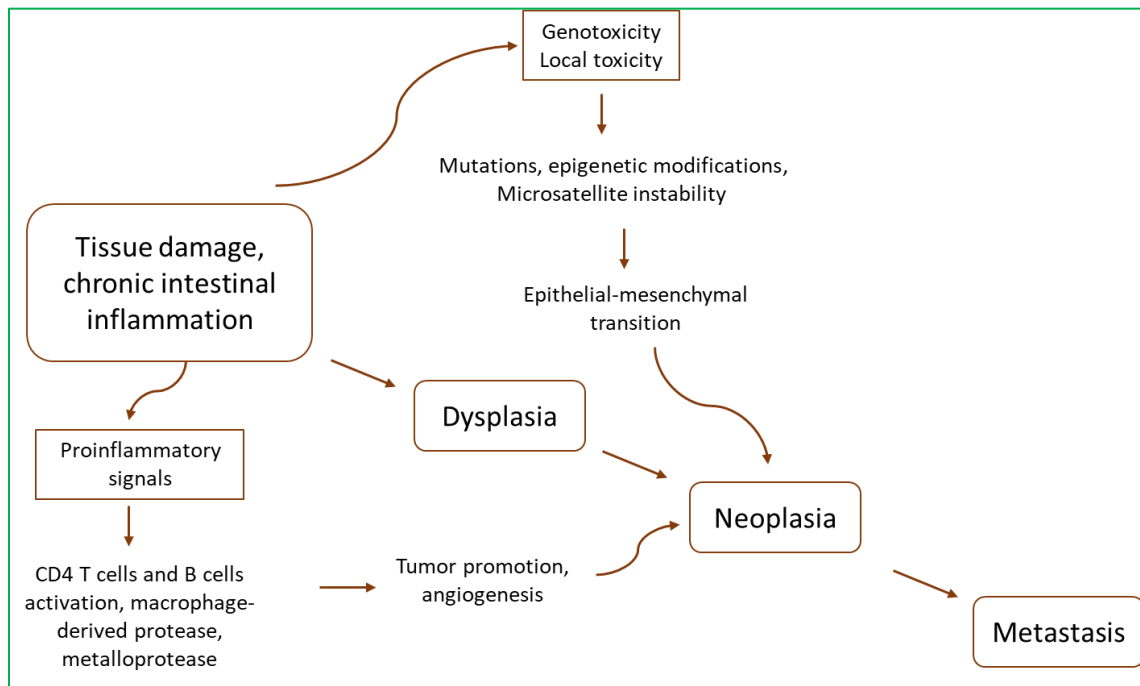 Genotoxicity
Local toxicity
Mutations, epigenetic modifications,
Microsatellite instability
Epithelial-mesenchymal
transition
Tissue damage,
chronic intestinal
inflammation
Dysplasia
Proinflammatory
signals
Neoplasia
CD4 T cells and B cells
activation, macrophage-
derived protease,
metalloprotease
Tumor promotion,
angiogenesis
Metastasis